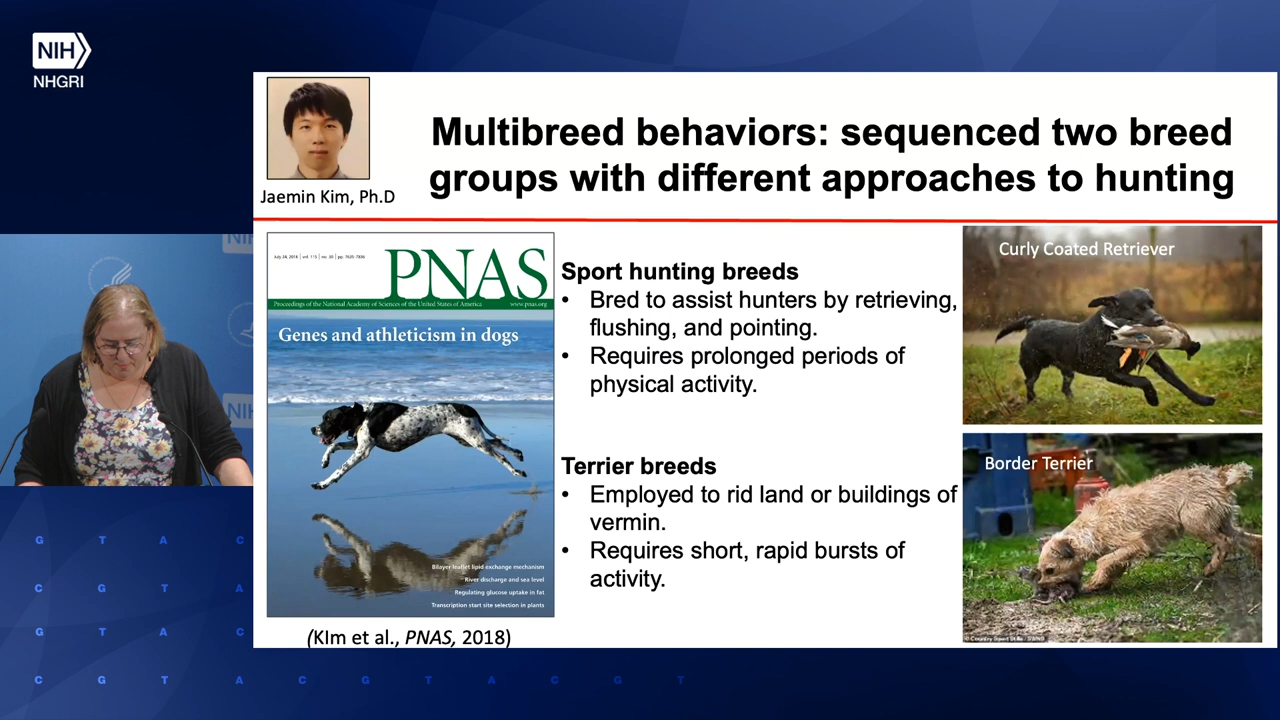 NIH
NHGRI
Jaemin Kim, Ph.D
Multibreed behaviors: sequenced two breed
groups with different approaches to hunting
July 24, 2018 | vol. 115 | no. 30 | pp. 7635–7836
PNAS
Proceedings of the National Academy of Sciences of the United States of America
www.pnas.org
Genes and athleticism in dogs
Bilayer leaflet lipid exchange mechanism
River discharge and sea level
Regulating glucose uptake in fat
Transcription start site selection in plants
(KIm et al., PNAS, 2018)
Sport hunting breeds
• Bred to assist hunters by retrieving,
flushing, and pointing.
• Requires prolonged periods of
physical activity.
Terrier breeds
• Employed to rid land or buildings of
vermin.
• Requires short, rapid bursts of
activity.
Curly Coated Retriever
Border Terrier
NIH
NIH
G T A C
C G T A
G T A C
C G T A C G T A C G T